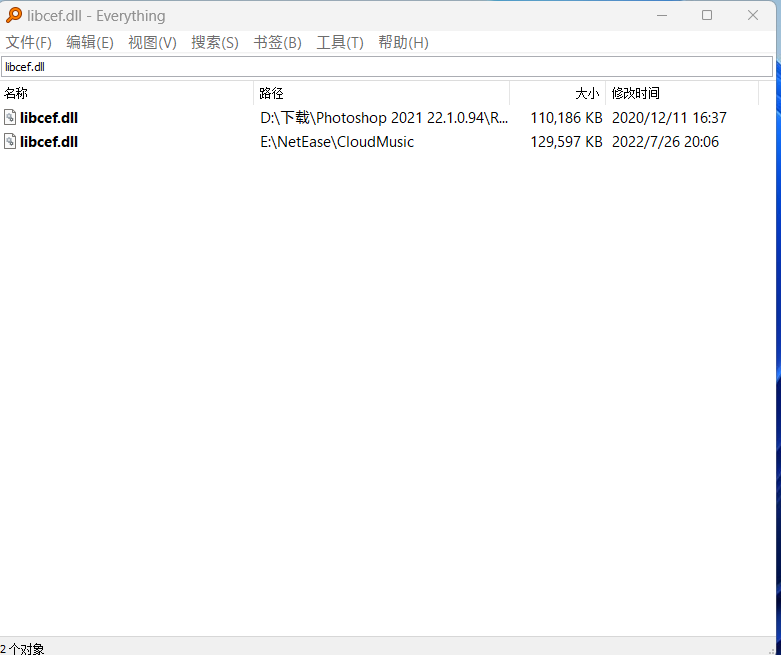 libcef.dll - Everything
文件(F) 编辑(E) 视图(V) 搜索(S) 书签(B) 工具(T) 帮助(H)
libcef.dll
名称 路径 大小 修改时间
libcef.dll D:\下载\Photoshop 2021 22.1.0.94\R... 110,186 KB 2020/12/11 16:37
libcef.dll E:\NetEase\CloudMusic 129,597 KB 2022/7/26 20:06
2 个对象